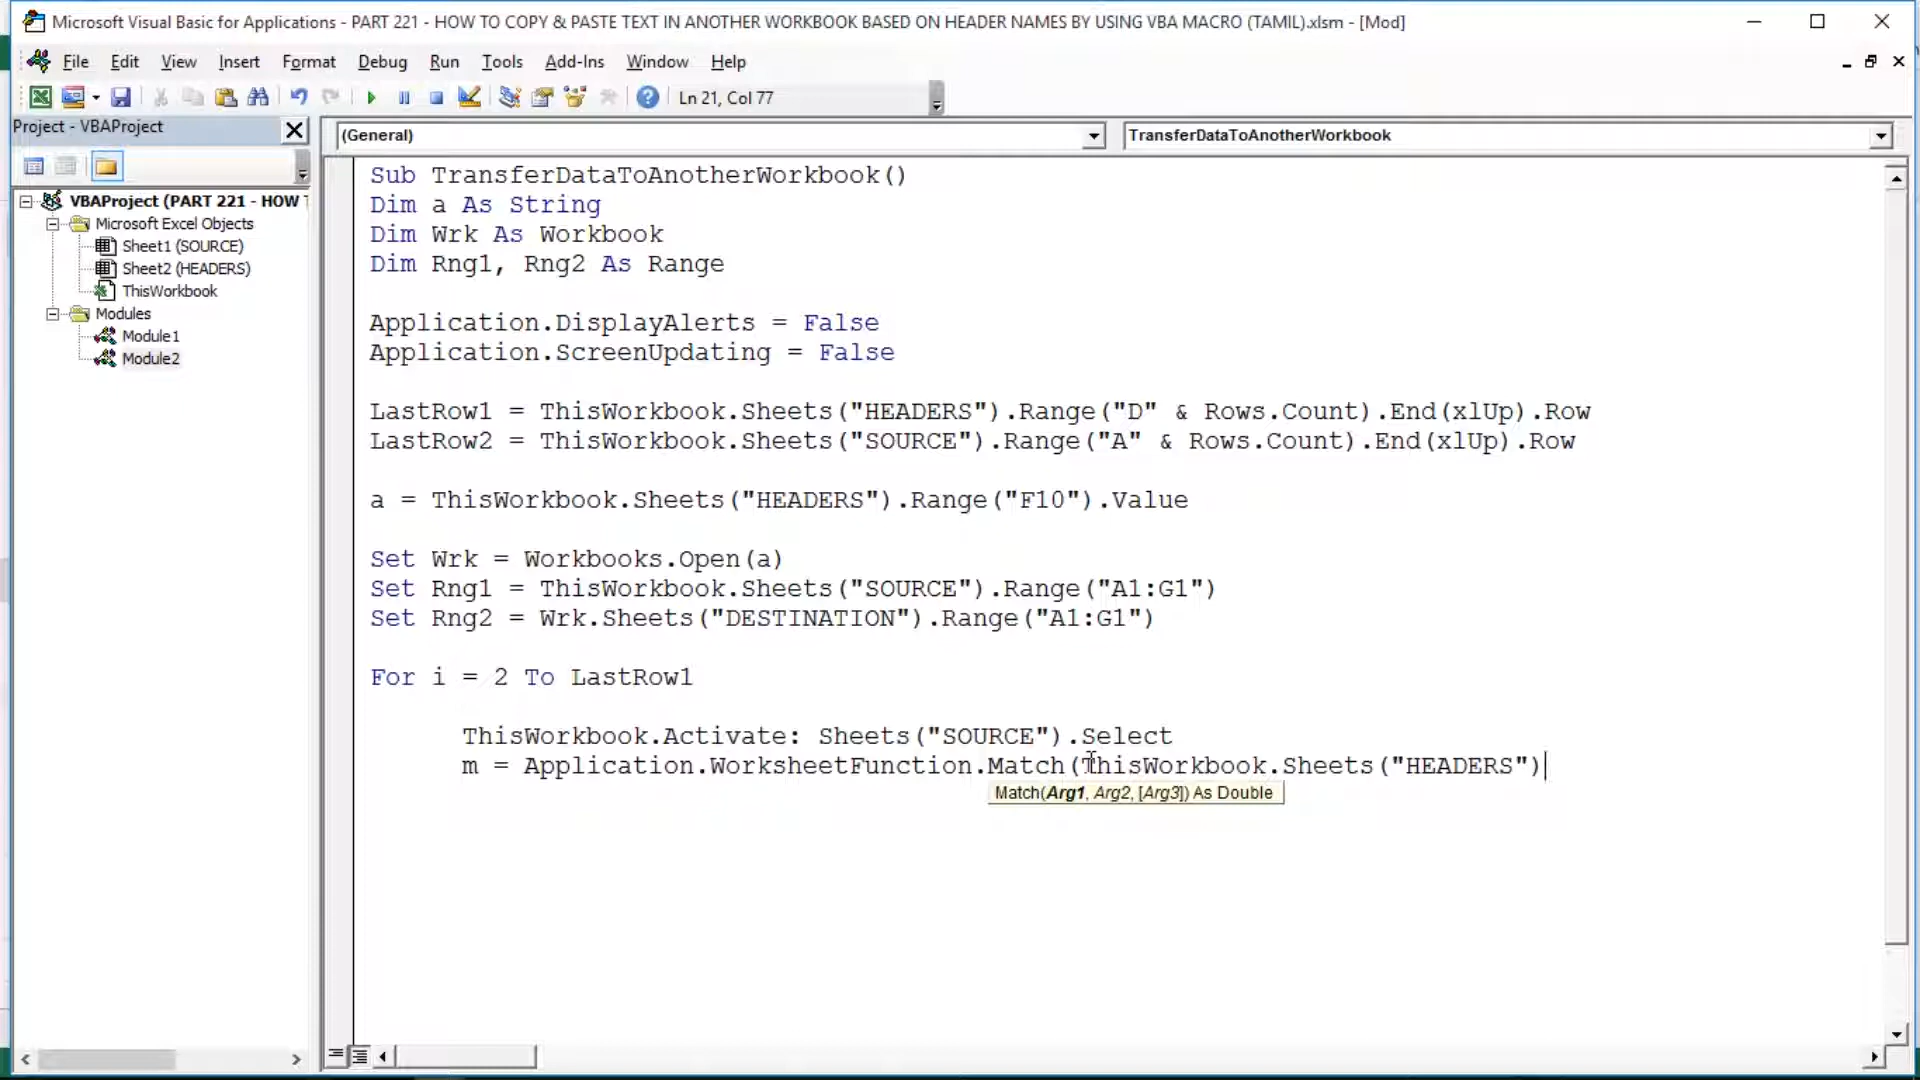 Microsoft Visual Basic for Applications - PART 221 - HOW TO COPY & PASTE TEXT IN ANOTHER WORKBOOK BASED ON HEADER NAMES BY USING VBA MACRO (TAMIL).xlsm - [Mod]
File Edit View Insert Format Debug Run Tools Add-Ins Window Help
Ln 21, Col 77
Project - VBAProject
VBAProject (PART 221 - HOW
Microsoft Excel Objects
Sheet1 (SOURCE)
Sheet2 (HEADERS)
ThisWorkbook
Modules
Module1
Module2
(General)
TransferDataToAnotherWorkbook
Sub TransferDataToAnotherWorkbook()
Dim a As String
Dim Wrk As Workbook
Dim Rng1, Rng2 As Range
Application.DisplayAlerts = False
Application.ScreenUpdating = False
LastRow1 = ThisWorkbook.Sheets("HEADERS").Range("D" & Rows.Count).End(xlUp).Row
LastRow2 = ThisWorkbook.Sheets("SOURCE").Range("A" & Rows.Count).End(xlUp).Row
a = ThisWorkbook.Sheets("HEADERS").Range("F10").Value
Set Wrk = Workbooks.Open(a)
Set Rng1 = ThisWorkbook.Sheets("SOURCE").Range("A1:G1")
Set Rng2 = Wrk.Sheets("DESTINATION").Range("A1:G1")
For i = 2 To LastRow1
ThisWorkbook.Activate: Sheets("SOURCE").Select
m = Application.WorksheetFunction.Match(ThisWorkbook.Sheets("HEADERS")
Match(Arg1, Arg2, [Arg3]) As Double